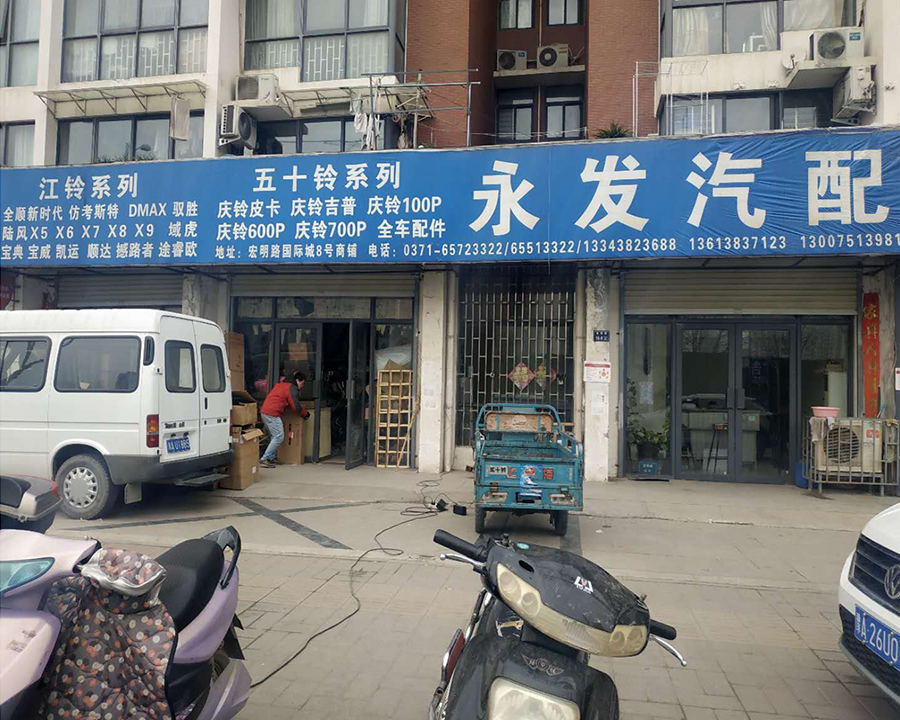 江铃系列
全顺新时代 仿考斯特 DMAX 驭胜
陆风X5 X6 X7 X8 X9 域虎
宝典 宝威 凯运 顺达 撼路者 途睿欧
五十铃系列
庆铃皮卡 庆铃吉普 庆铃100P
庆铃600P 庆铃700P 全车配件
地址：宏明路国际城8号商铺 电话：0371-65723322/65513322/13343823688 13613837123 13007513981
永发汽配
豫A 26U0